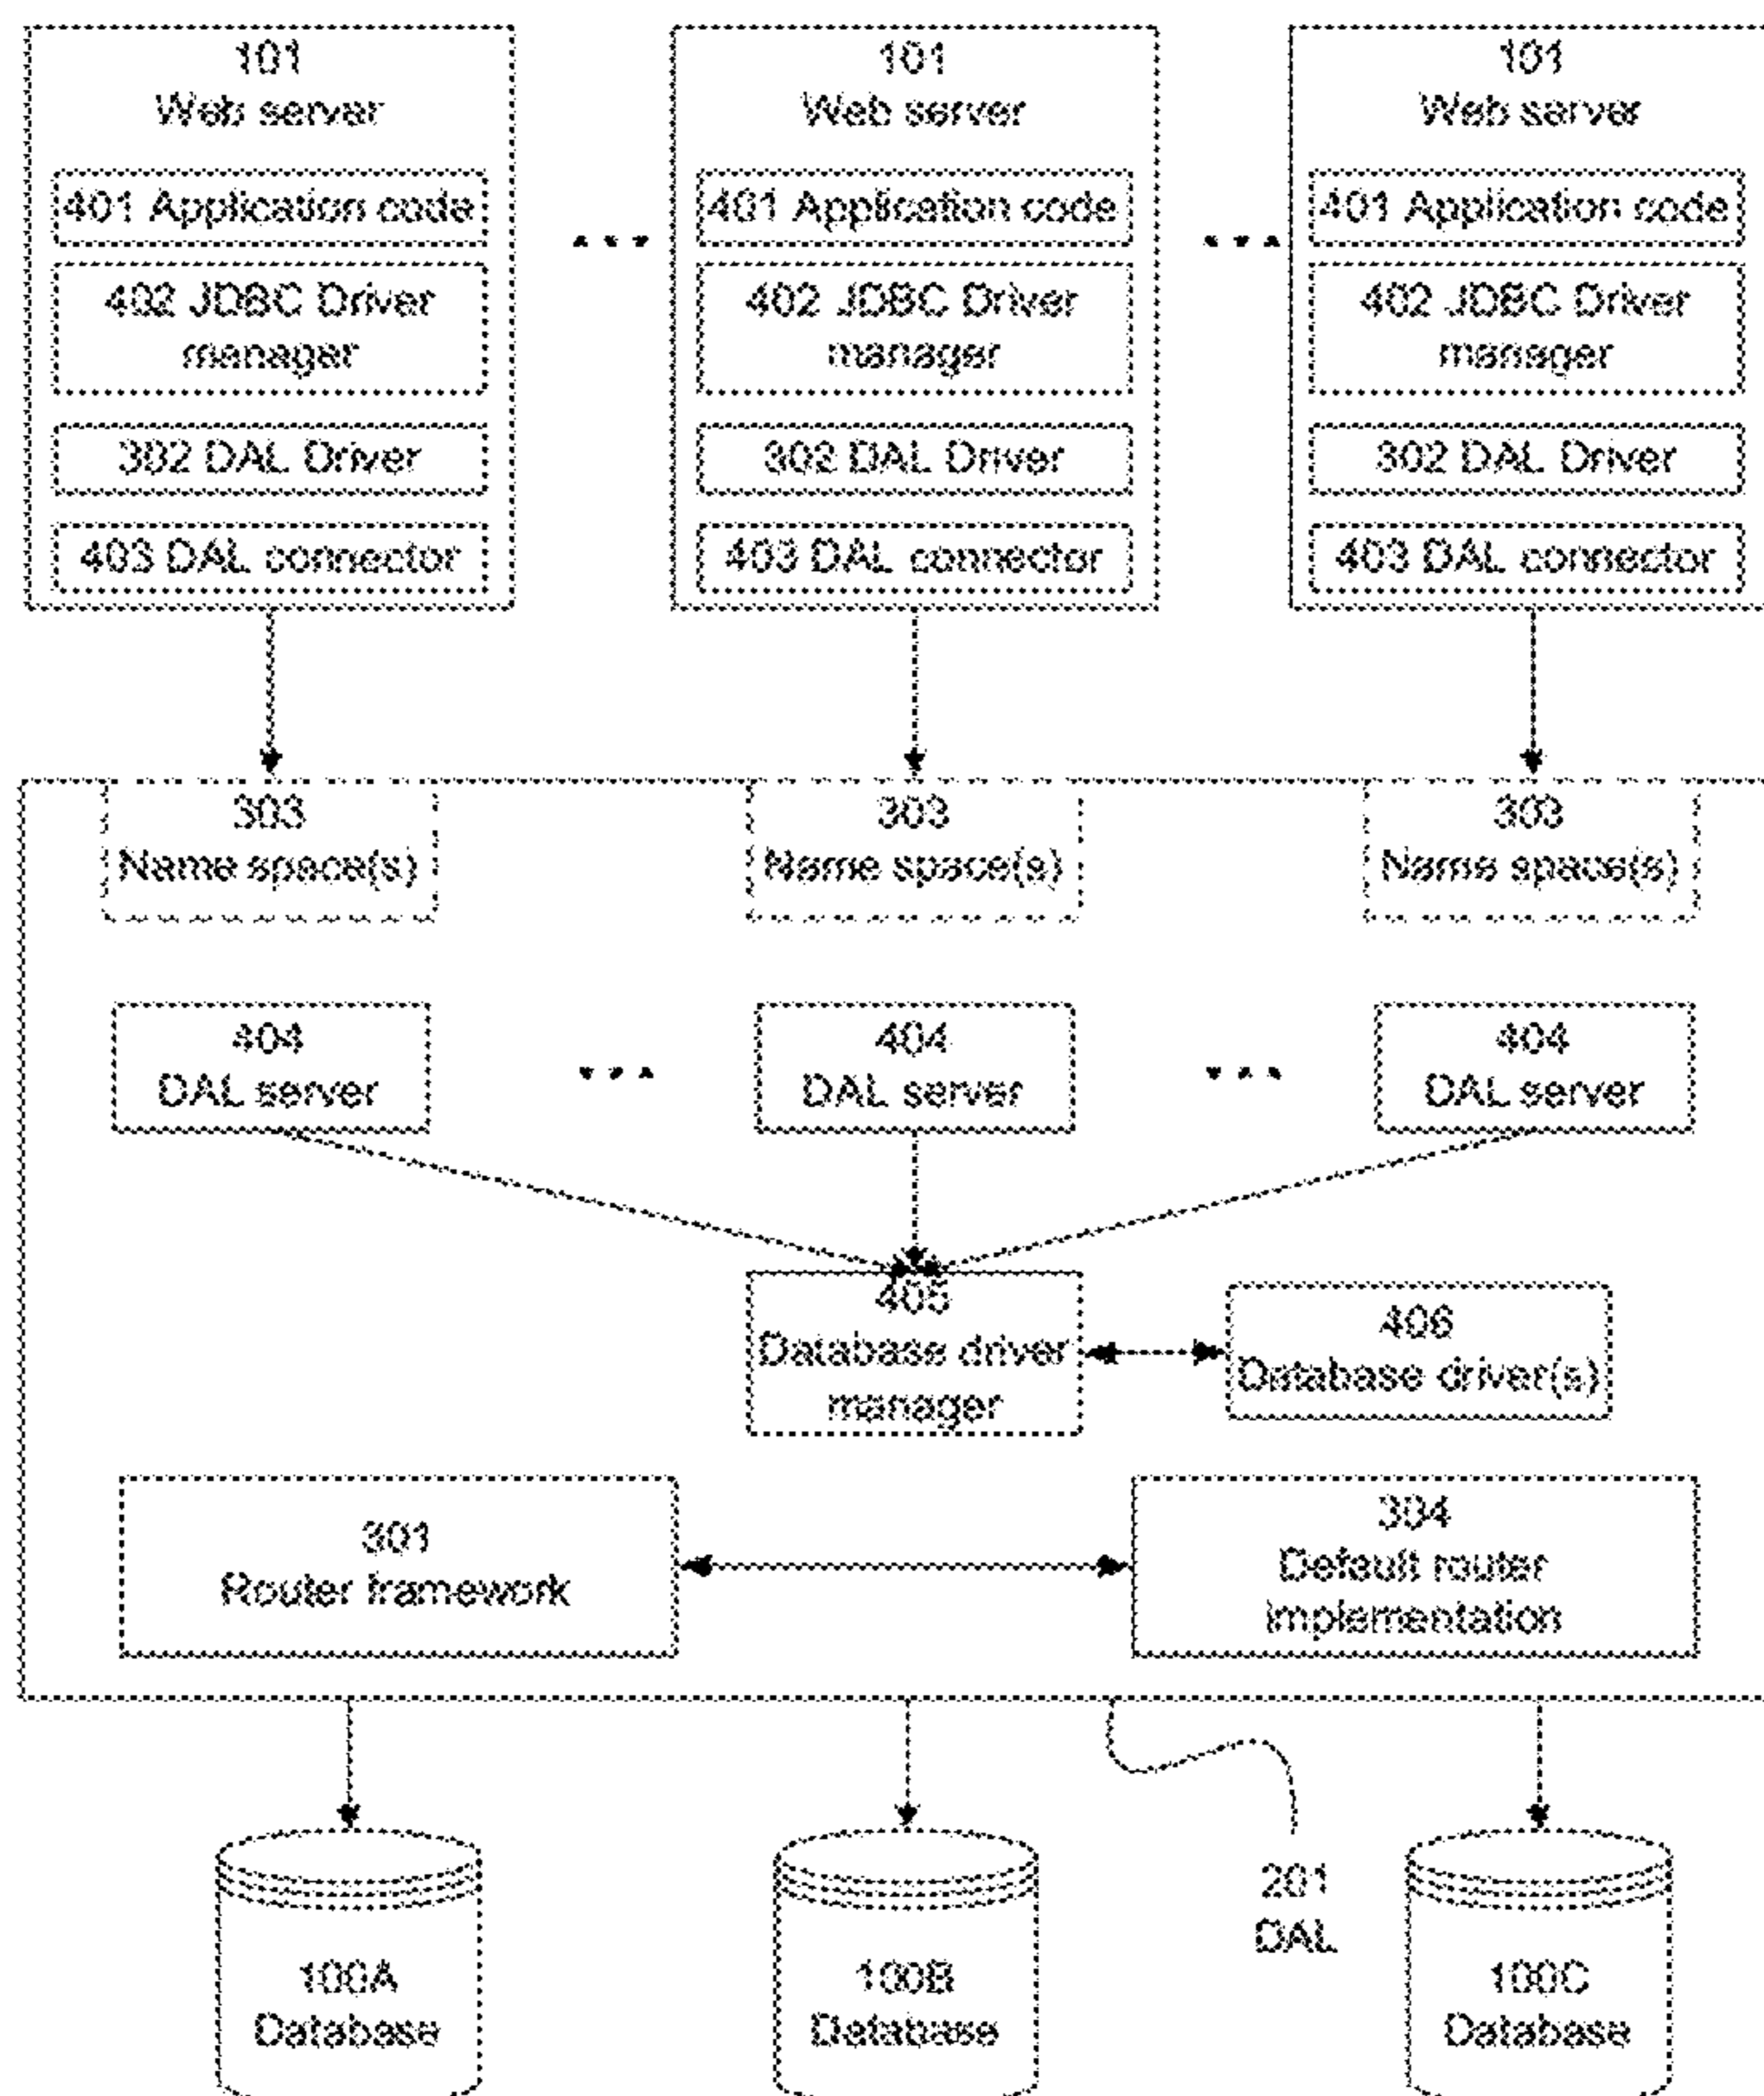 101
Web server
401 Application code
402 JDBC Driver
manager
302 DAL Driver
403 DAL connector
...
101
Web server
401 Application code
402 JDBC Driver
manager
302 DAL Driver
403 DAL connector
...
101
Web server
401 Application code
402 JDBC Driver
manager
302 DAL Driver
403 DAL connector
303
Name space(s)
303
Name space(s)
303
Name space(s)
404
DAL server
...
404
DAL server
...
404
DAL server
405
Database driver
manager
406
Database driver(s)
301
Router framework
304
Default router
implementation
201
DAL
100A
Database
100B
Database
100C
Database